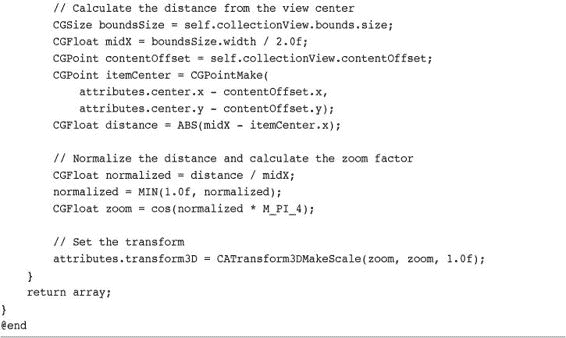 // Calculate the distance from the view center
CGSize boundsSize = self.collectionView.bounds.size;
CGFloat midX = boundsSize.width / 2.0f;
CGPoint contentOffset = self.collectionView.contentOffset;
CGPoint itemCenter = CGPointMake(
attributes.center.x - contentOffset.x,
attributes.center.y - contentOffset.y);
CGFloat distance = ABS(midX - itemCenter.x);
// Normalize the distance and calculate the zoom factor
CGFloat normalized = distance / midX;
normalized = MIN(1.0f, normalized);
CGFloat zoom = cos(normalized * M_PI_4);
// Set the transform
attributes.transform3D = CATransform3DMakeScale(zoom, zoom, 1.0f);
}
return array;
}
@end